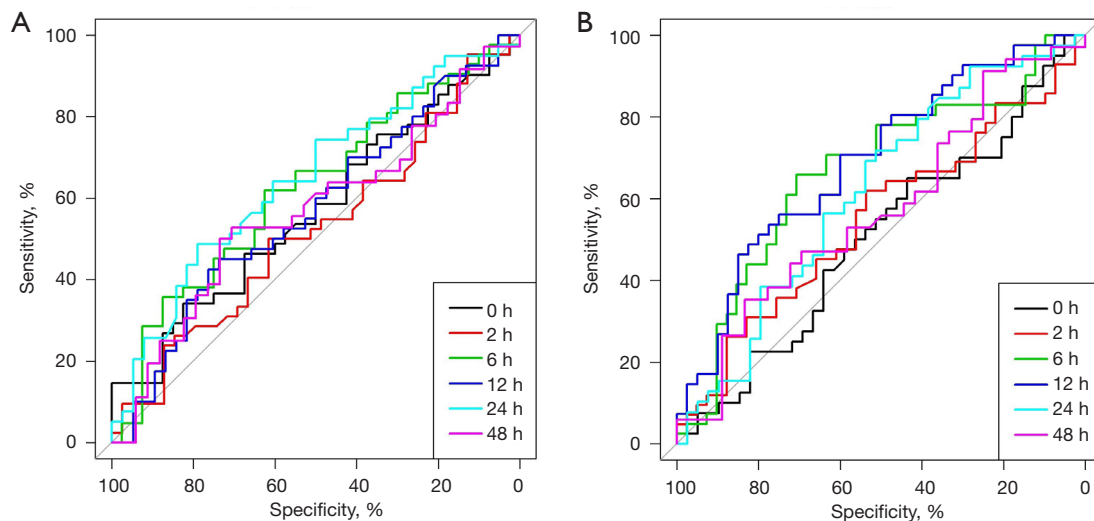 A
100
80
60
40
20
0
Sensitivity, %
100 80 60 40 20 0
Specificity, %
0 h
2 h
6 h
12 h
24 h
48 h
B
100
80
60
40
20
0
Sensitivity, %
100 80 60 40 20 0
Specificity, %
0 h
2 h
6 h
12 h
24 h
48 h